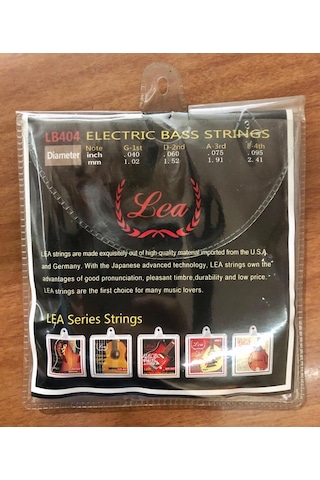 LB404 ELECTRIC BASS STRINGS
Diameter Note G-1st D-2nd A-3rd E-4th
inch .040 .060 .075 .095
mm 1.02 1.52 1.91 2.41
Lea
LEA strings are made exquisitely out of high-quality material imported from the U.S.A
and Germany. With the Japanese advanced technology, LEA strings own the
advantages of good pronunciation, pleasant timbre,durability and low price.
LEA strings are the first choice for many music lovers.
LEA Series Strings
Lea